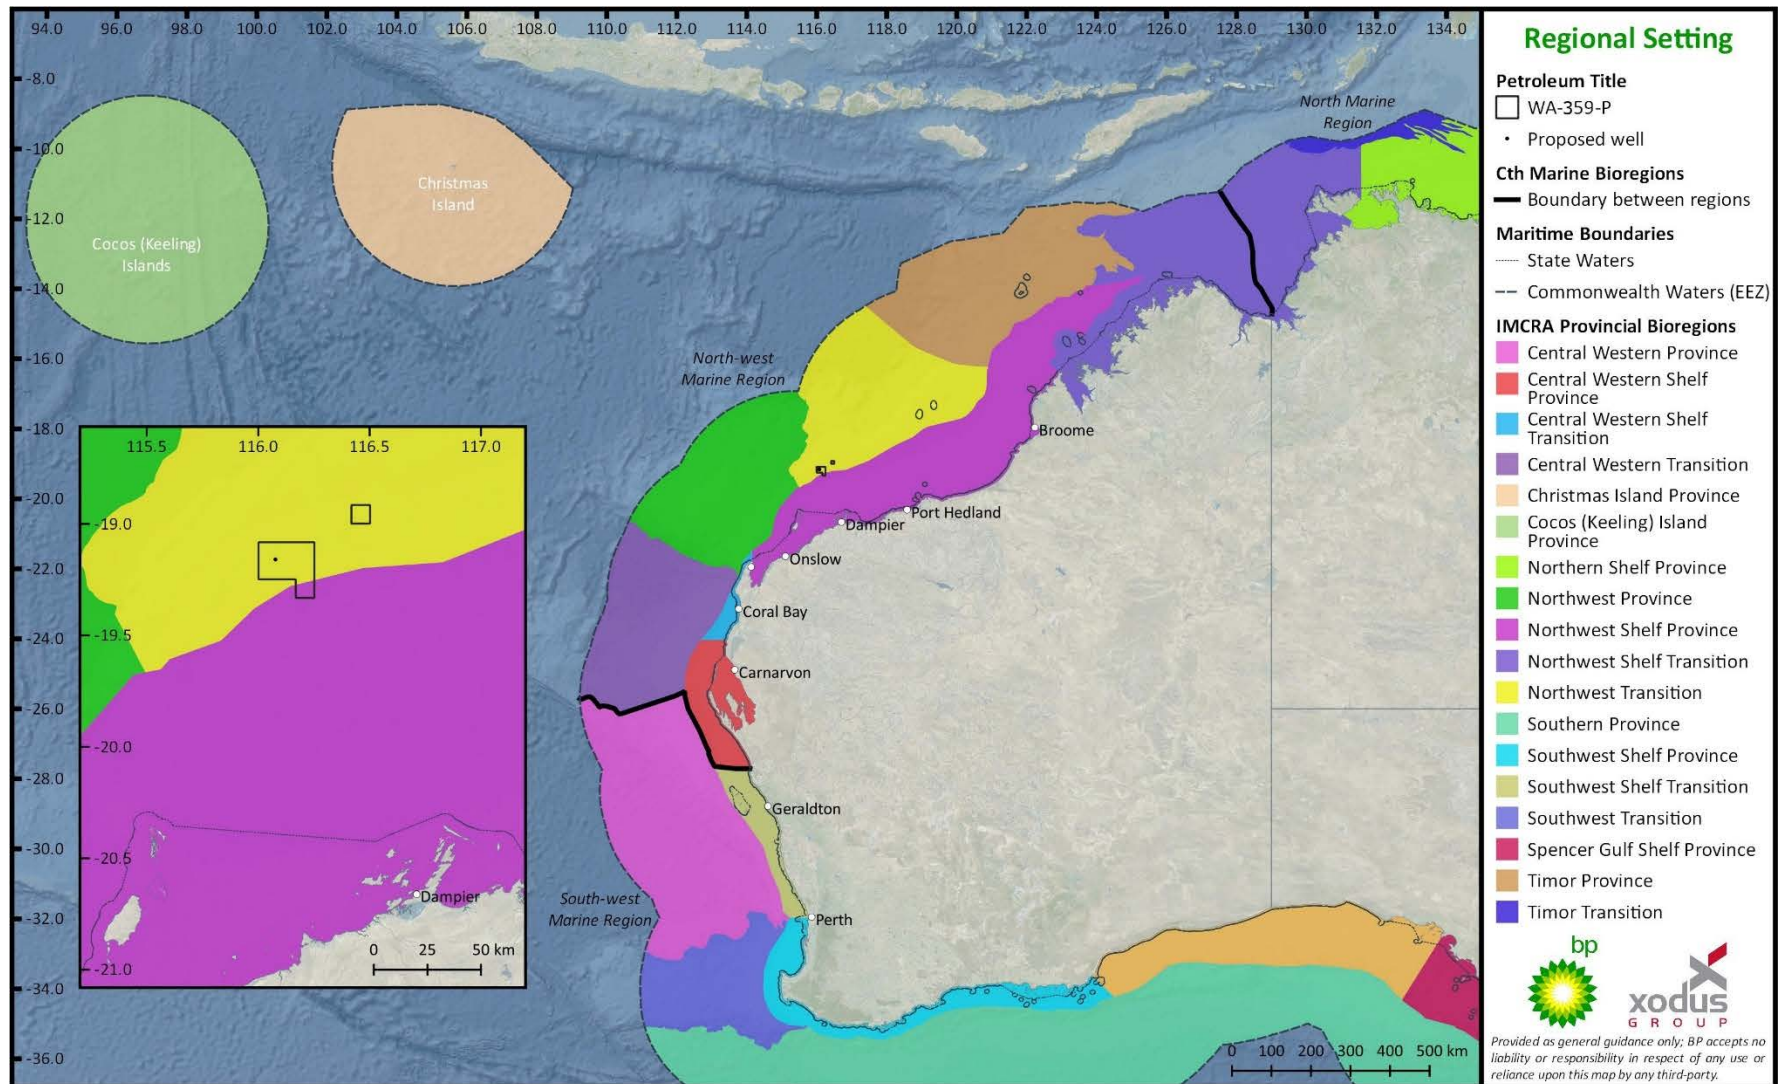 94.0 96.0 98.0 100.0 102.0 104.0 106.0 108.0 110.0 112.0 114.0 116.0 118.0 120.0 122.0 124.0 126.0 128.0 130.0 132.0 134.0
-8.0
-10.0
-12.0
-14.0
-16.0
-18.0
-20.0
-22.0
-24.0
-26.0
-28.0
-30.0
-32.0
-34.0
-36.0
Cocos (Keeling)
Islands
Christmas
Island
North Marine
Region
North-west
Marine Region
South-west
Marine Region
Broome
Port Hedland
Dampier
Onslow
Coral Bay
Carnarvon
Geraldton
Perth
0 100 200 300 400 500 km
115.5 116.0 116.5 117.0
-19.0
-19.5
-20.0
-20.5
-21.0
Dampier
0 25 50 km
Regional Setting
Petroleum Title
WA-359-P
Proposed well
Cth Marine Bioregions
Boundary between regions
Maritime Boundaries
State Waters
Commonwealth Waters (EEZ)
IMCRA Provincial Bioregions
Central Western Province
Central Western Shelf
Province
Central Western Shelf
Transition
Central Western Transition
Christmas Island Province
Cocos (Keeling) Island
Province
Northern Shelf Province
Northwest Province
Northwest Shelf Province
Northwest Shelf Transition
Northwest Transition
Southern Province
Southwest Shelf Province
Southwest Shelf Transition
Southwest Transition
Spencer Gulf Shelf Province
Timor Province
Timor Transition
bp
xodus
GROUP
Provided as general guidance only; BP accepts no
liability or responsibility in respect of any use or
reliance upon this map by any third-party.